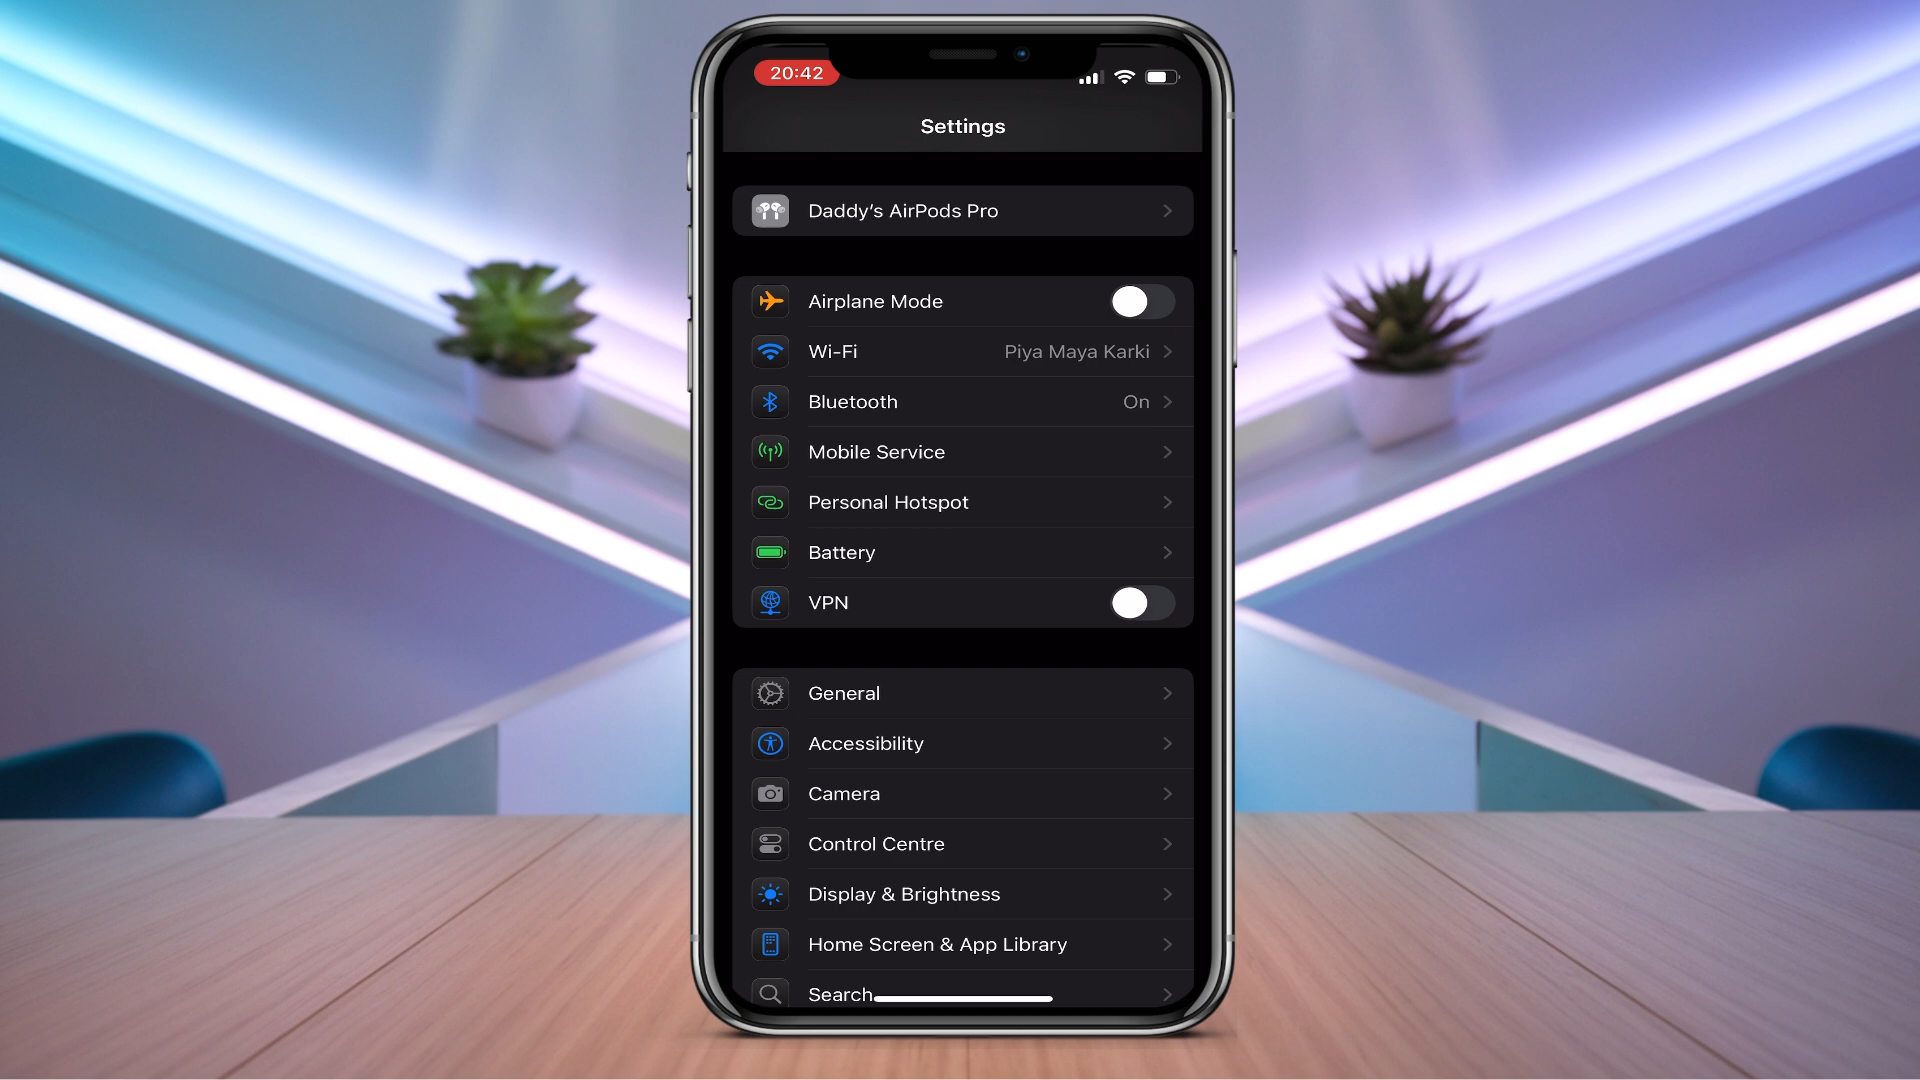 20:42
Settings
Daddy's AirPods Pro
Airplane Mode
Wi-Fi Piya Maya Karki
Bluetooth On
Mobile Service
Personal Hotspot
Battery
VPN
General
Accessibility
Camera
Control Centre
Display & Brightness
Home Screen & App Library
Search